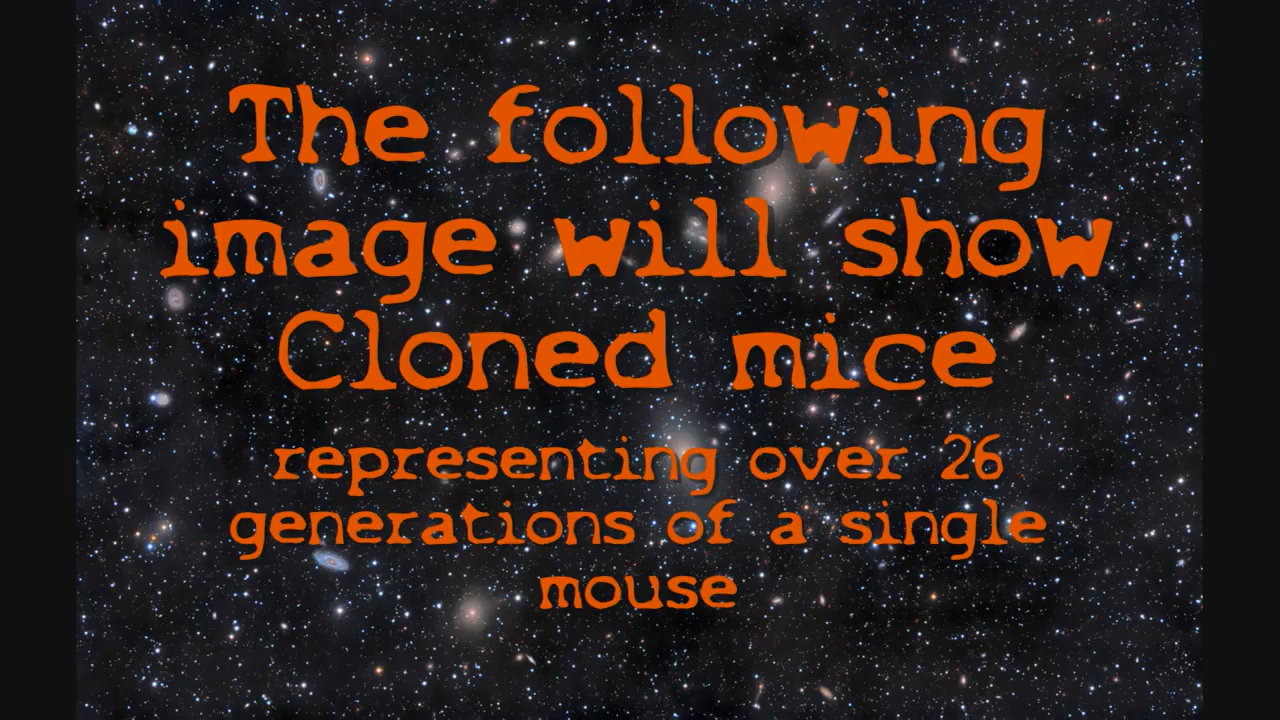 The following
image will show
Cloned mice
representing over 26
generations of a single
mouse